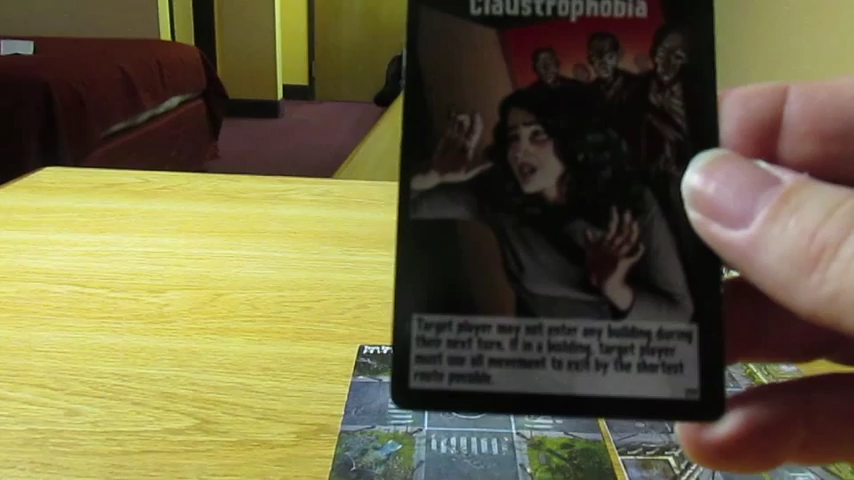 Claustrophobia
Target player may not enter any building during
their next turn. If in a building, target player
must use all movement to exit by the shortest
route possible.